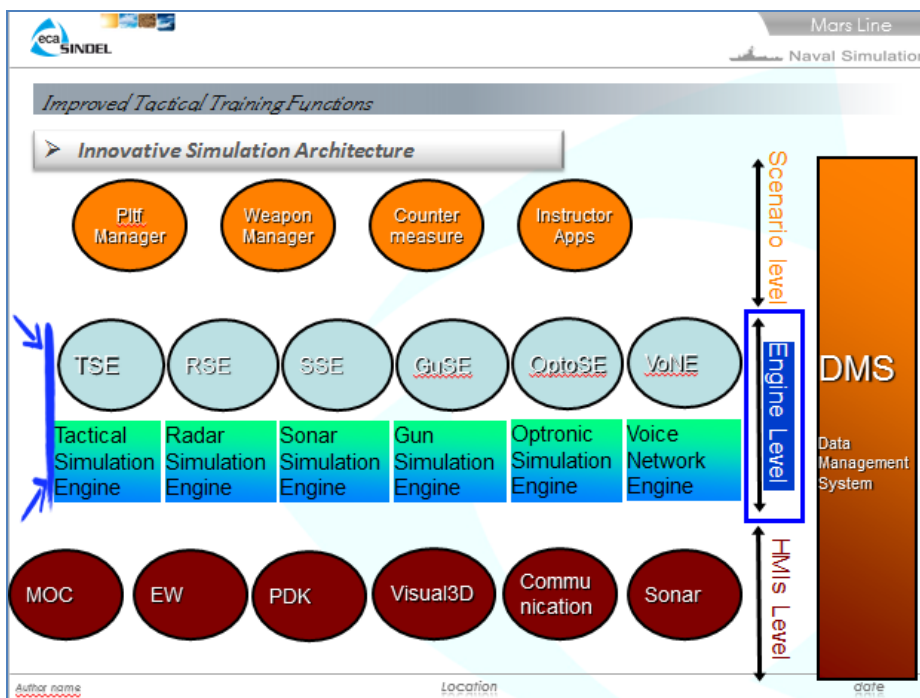 Mars Line
eca
SINDEL
Naval Simulation
Improved Tactical Training Functions
Innovative Simulation Architecture
Pltf
Manager
Weapon
Manager
Counter
measure
Instructor
Apps
Scenario level
TSE
RSE
SSE
GuSE
OptoSE
VoNE
Engine Level
DMS
Data
Management
System
Tactical
Simulation
Engine
Radar
Simulation
Engine
Sonar
Simulation
Engine
Gun
Simulation
Engine
Optronic
Simulation
Engine
Voice
Network
Engine
HMIs Level
MOC
EW
PDK
Visual3D
Commu
nication
Sonar
Author name
Location
date